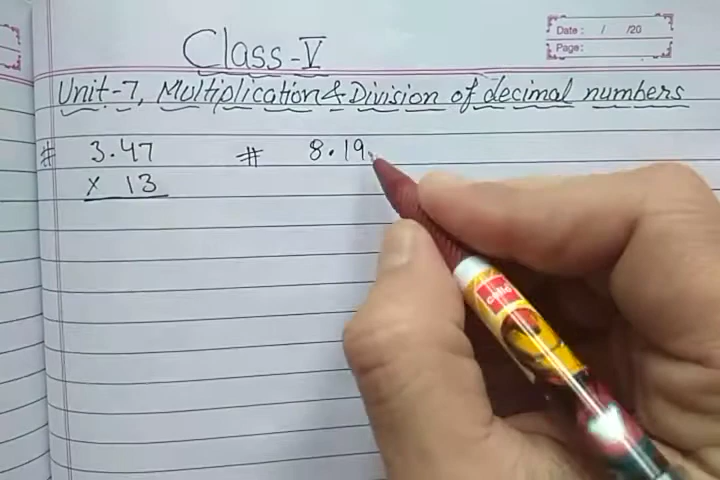 Date : / /20
Page:
Class-V
Unit-7, Multiplication & Division of decimal numbers
# 3.47 # 8.19
x 13